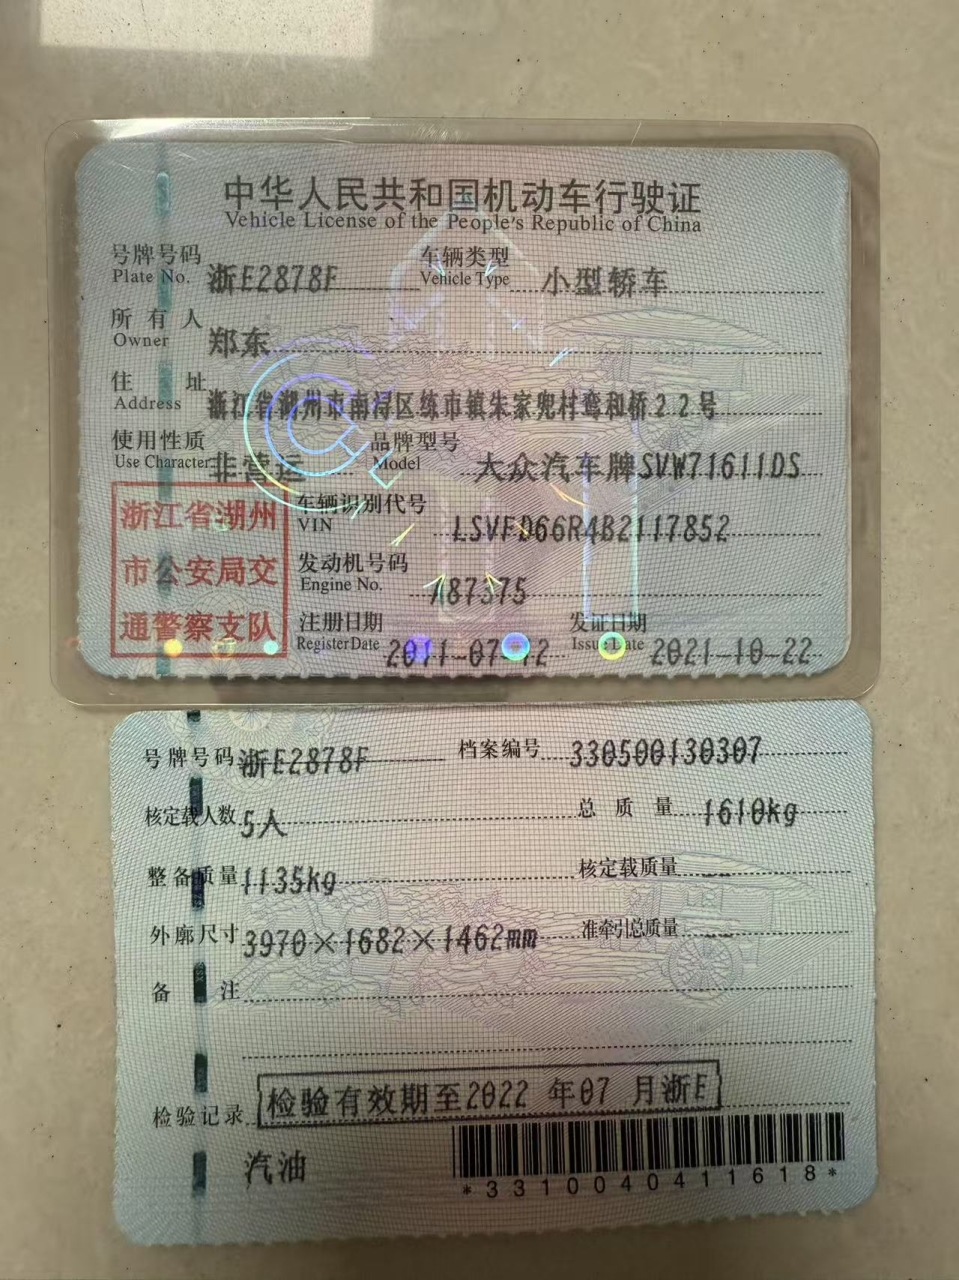 中华人民共和国机动车行驶证
Vehicle License of the People's Republic of China
号牌号码 Plate No. 浙E2878F 车辆类型 Vehicle Type 小型轿车
所有人 Owner 郑东
住址 Address 浙江省湖州市南浔区练市镇朱家兜村鸾和桥22号
使用性质 Use Character 非营运 品牌型号 Model 大众汽车牌SVW71611DS
浙江省湖州
市公安局交
通警察支队
车辆识别代号 VIN LSVFD66R4B2117852
发动机号码 Engine No. A87375
注册日期 Register Date 2011-07-12 发证日期 Issue Date 2021-10-22
号牌号码 浙E2878F 档案编号 330500130307
核定载人数 5人 总质量 1610kg
整备质量 1135kg 核定载质量 --
外廓尺寸 3970×1682×1462mm 准牵引总质量 --
备注
检验记录 检验有效期至2022 年07 月浙E
汽油
*3310040411618*